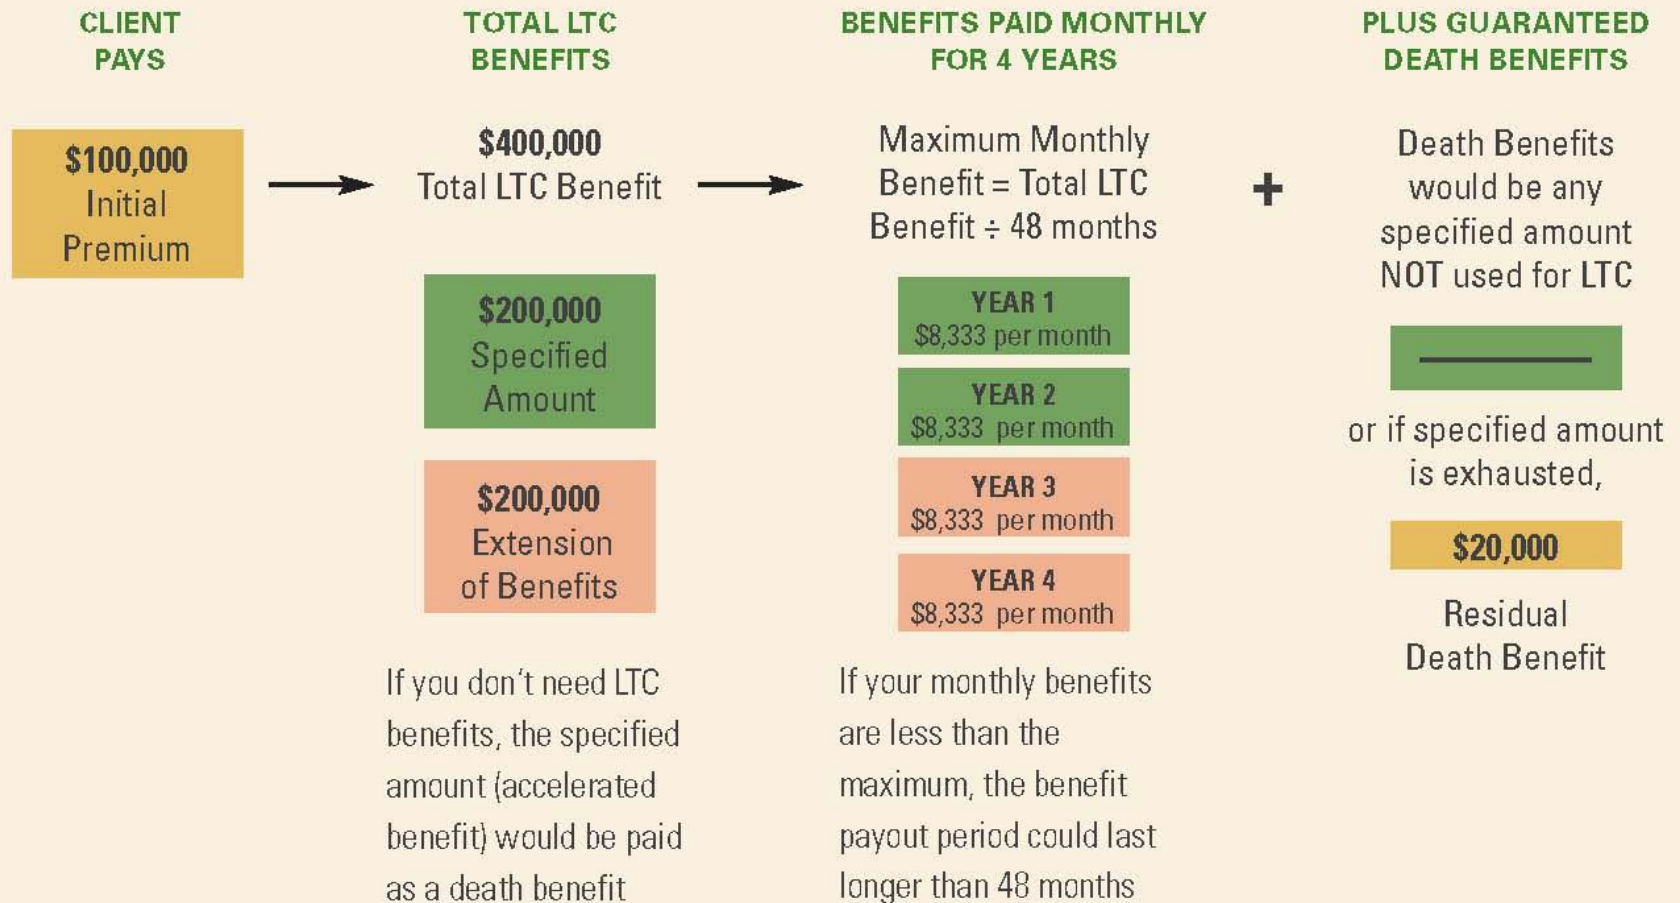 CLIENT
PAYS
$100,000
Initial
Premium
TOTAL LTC
BENEFITS
$400,000
Total LTC Benefit
$200,000
Specified
Amount
$200,000
Extension
of Benefits
If you don't need LTC
benefits, the specified
amount (accelerated
benefit) would be paid
as a death benefit
BENEFITS PAID MONTHLY
FOR 4 YEARS
Maximum Monthly
Benefit = Total LTC
Benefit ÷ 48 months
YEAR 1
$8,333 per month
YEAR 2
$8,333 per month
YEAR 3
$8,333 per month
YEAR 4
$8,333 per month
If your monthly benefits
are less than the
maximum, the benefit
payout period could last
longer than 48 months
+
PLUS GUARANTEED
DEATH BENEFITS
Death Benefits
would be any
specified amount
NOT used for LTC
or if specified amount
is exhausted,
$20,000
Residual
Death Benefit